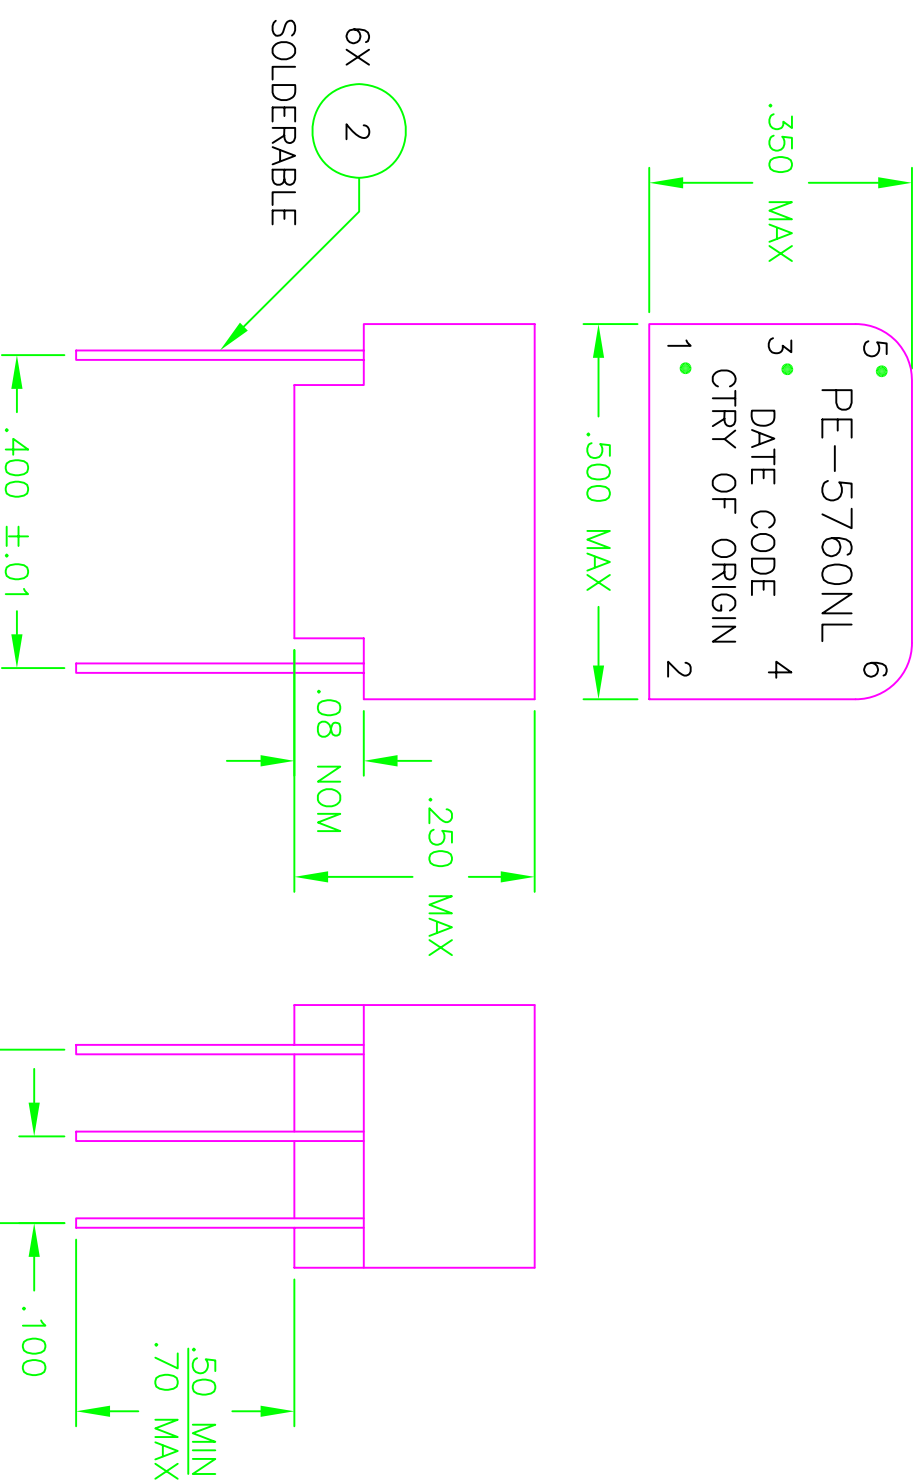 .350 MAX
5 6
PE-5760NL
3 DATE CODE 4
CTRY OF ORIGIN
1 2
.500 MAX
6X 2
SOLDERABLE
.250 MAX
.08 NOM
.400 ±.01
.50 MIN
.70 MAX
.100